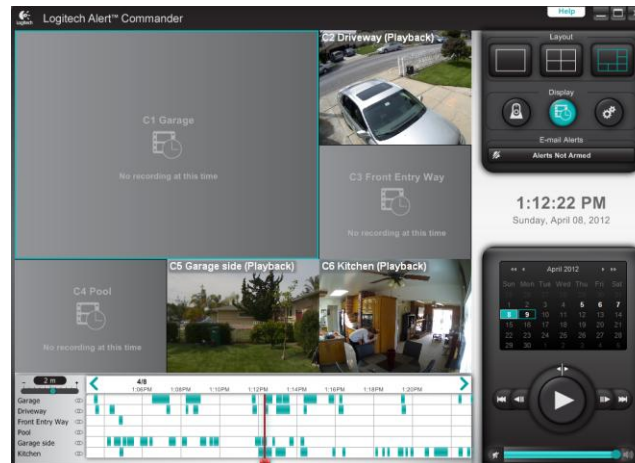 Logitech Alert™ Commander
Help
C1 Garage
No recording at this time
C2 Driveway (Playback)
C3 Front Entry Way
No recording at this time
C4 Pool
No recording at this time
C5 Garage side (Playback)
C6 Kitchen (Playback)
Layout
Display
E-mail Alerts
Alerts Not Armed
1:12:22 PM
Sunday, April 08, 2012
April 2012
Sun Mon Tue Wed Thu Fri Sat
1 2 3 4 5 6 7
8 9 10 11 12 13 14
15 16 17 18 19 20 21
22 23 24 25 26 27 28
29 30 1 2 3 4 5
- 2 m +
4/8
1:06PM 1:08PM 1:10PM 1:12PM 1:14PM 1:16PM 1:18PM 1:20PM
Garage
Driveway
Front Entry Way
Pool
Garage side
Kitchen